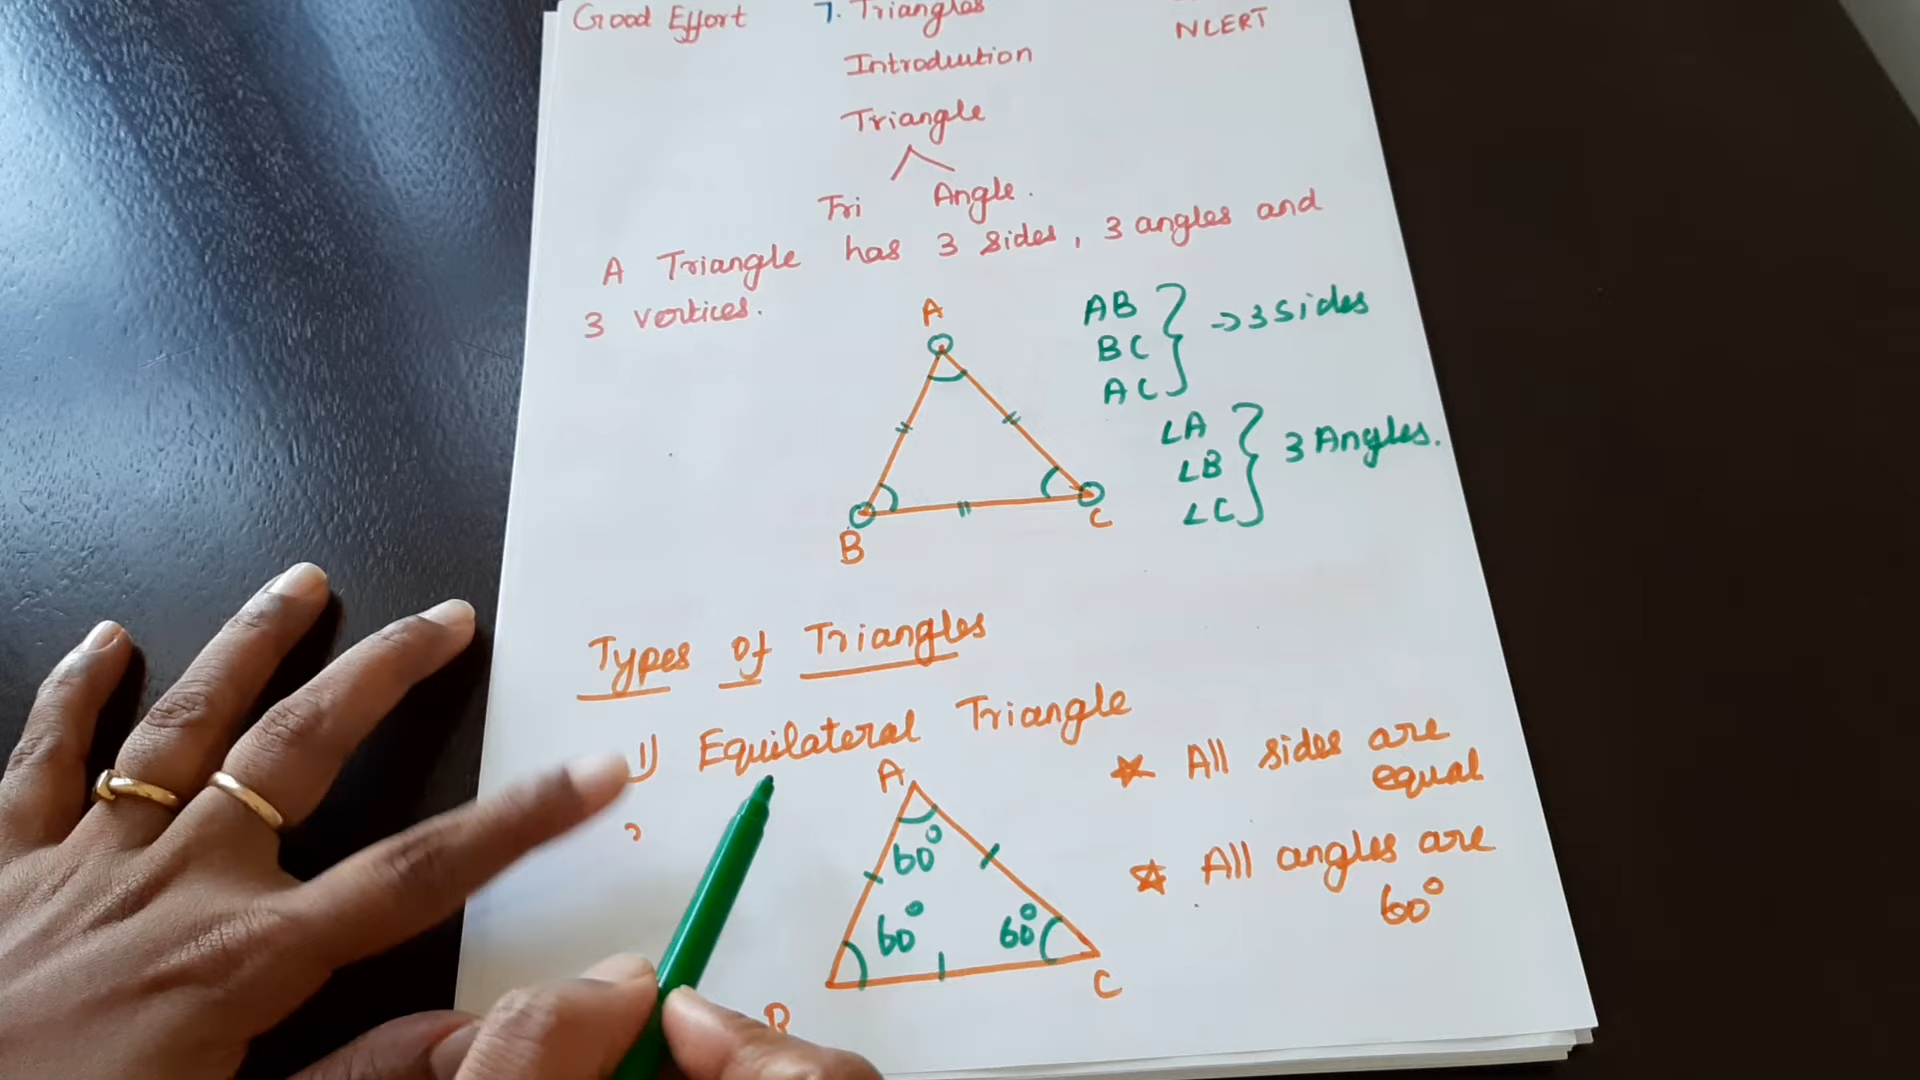 Good Effort 7. Triangles NCERT
Introduction
Triangle
Tri Angle.
A Triangle has 3 sides, 3 angles and
3 vertices.
A
B
C
AB
BC
AC
→ 3 sides
∠A
∠B
∠C
3 Angles.
Types of Triangles
1) Equilateral Triangle
A
60°
60° 60°
B
C
★ All sides are
equal
☆ All angles are
60°